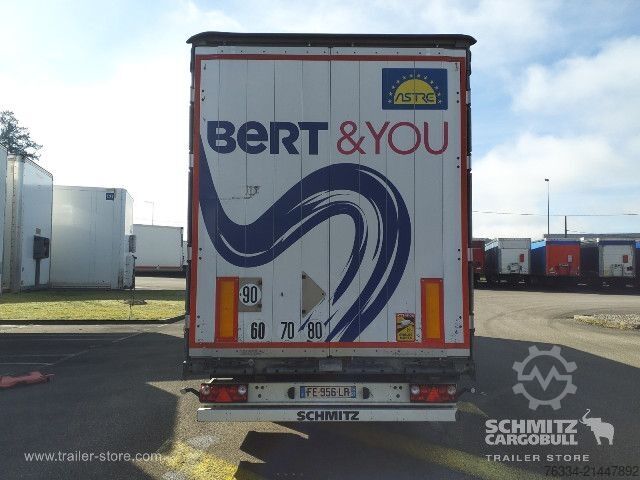 ASTRE
BERT &YOU
90
60 70 80
FE-956-LA
SCHMITZ
SCHMITZ
CARGOBULL
TRAILER STORE
www.trailer-store.com
76334-21447892